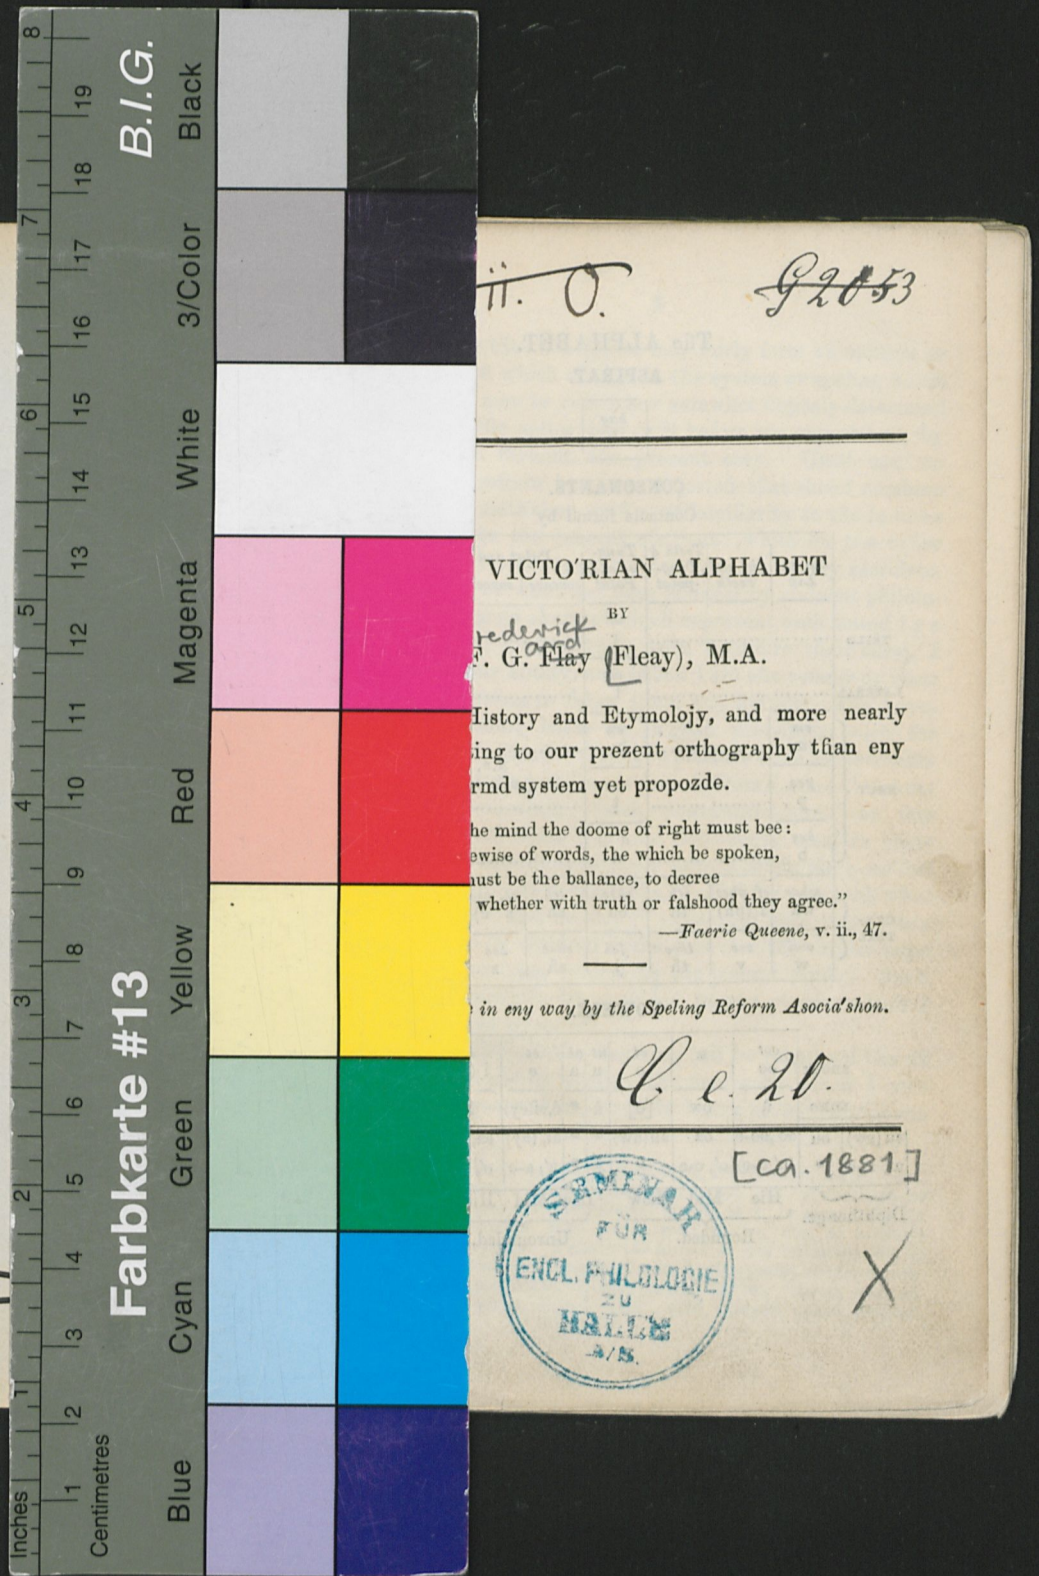 B.I.G.
Farbkarte #13
Black
3/Color
White
Magenta
Red
Yellow
Green
Cyan
Blue
Centimetres
1 2 3 4 5 6 7 8 9 10 11 12 13 14 15 16 17 18 19
Inches
1 2 3 4 5 6 7 8
ii. O.
G2053
VICTO'RIAN ALPHABET
BY
rederick
ard
F. G. Flay (Fleay), M.A.
History and Etymolojy, and more nearly
ing to our prezent orthography than eny
rmd system yet propozde.
he mind the doome of right must bee:
ewise of words, the which be spoken,
ust be the ballance, to decree
whether with truth or falshood they agree."
—Faerie Queene, v. ii., 47.
in eny way by the Speling Reform Asocia'shon.
C e. 20.
[ca. 1881]
SEMINAR
FÜR
ENGL. PHILOLOGIE
ZU
HALLE
A/S.
X